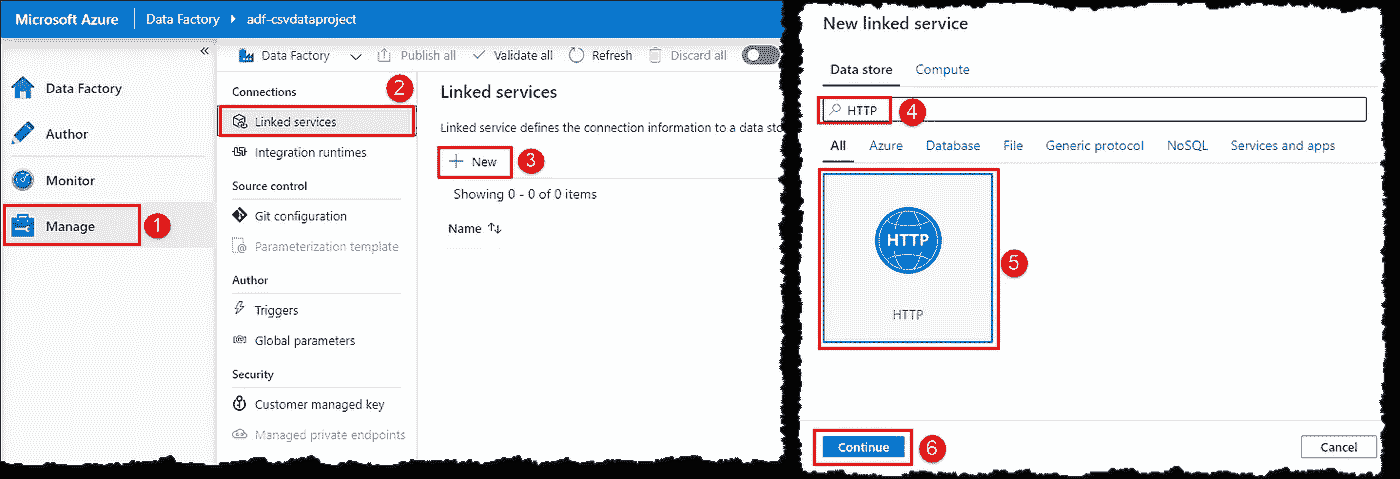 Microsoft Azure Data Factory adf-csvdataproject
«
Data Factory
Author
Monitor
Manage 1
Data Factory Publish all Validate all Refresh Discard all
Connections 2
Linked services
Integration runtimes
Source control
Git configuration
Parameterization template
Author
Triggers
Global parameters
Security
Customer managed key
Managed private endpoints
Linked services
Linked service defines the connection information to a data sto
+ New 3
Showing 0 - 0 of 0 items
Name
New linked service
Data store Compute
HTTP 4
All Azure Database File Generic protocol NoSQL Services and apps
HTTP
5
HTTP
Continue 6 Cancel